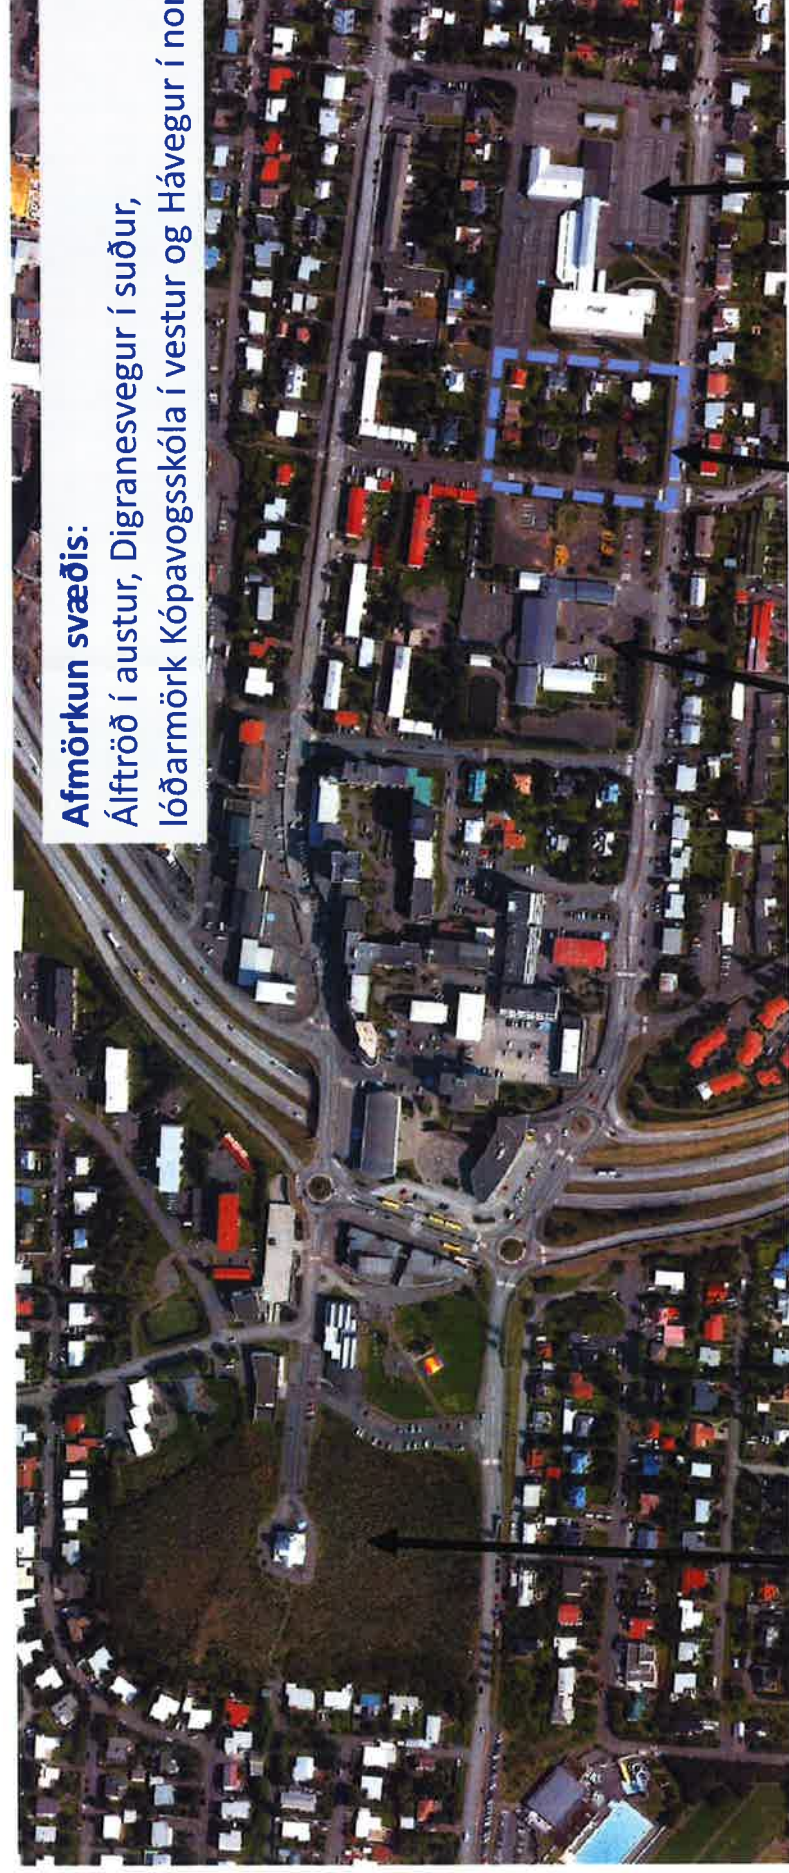 Afmörkun svæðis:
Álftröð í austur, Digranesvegur í suður,
lóðarmörk Kópavogsskóla í vestur og Hávegur í nor